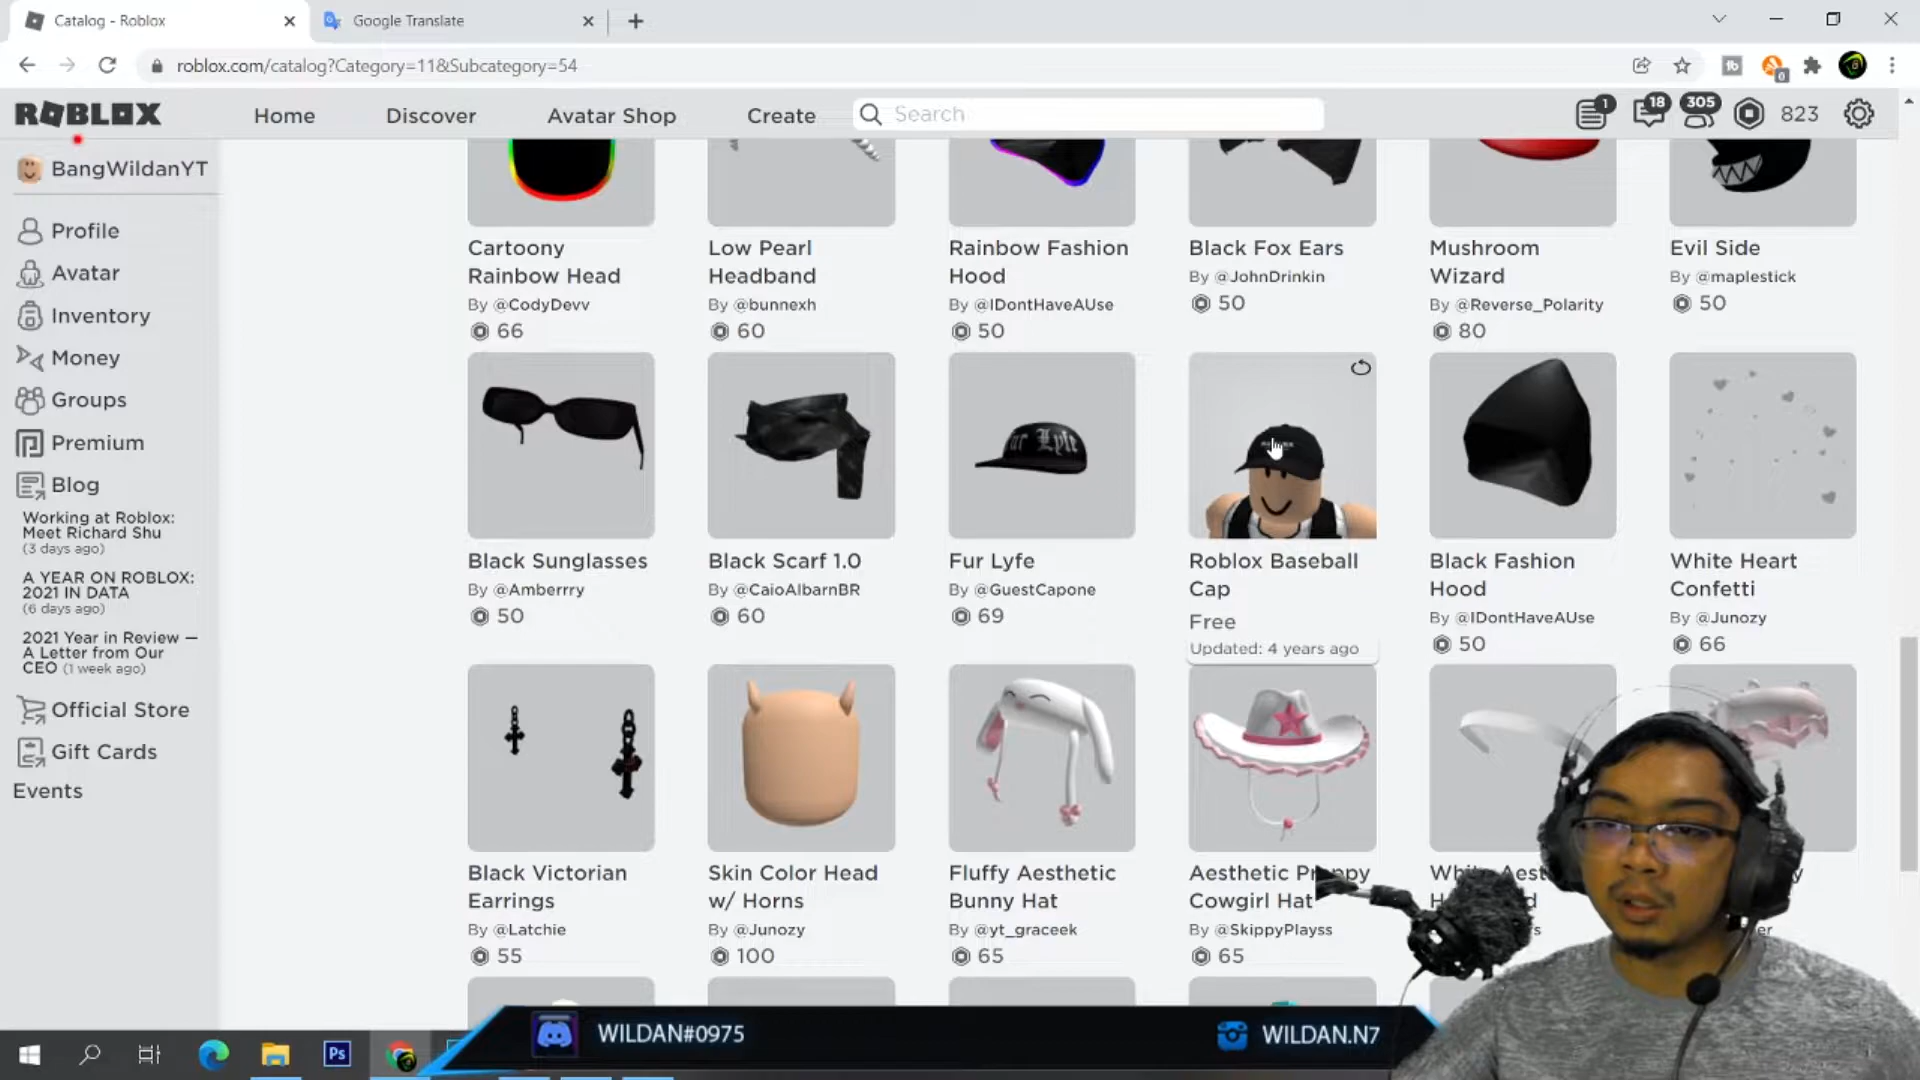 Catalog - Roblox
Google Translate
roblox.com/catalog?Category=11&Subcategory=54
ROBLOX
Home
Discover
Avatar Shop
Create
Search
1
18
305
823
BangWildanYT
Profile
Avatar
Inventory
Money
Groups
Premium
Blog
Working at Roblox:
Meet Richard Shu
(3 days ago)
A YEAR ON ROBLOX:
2021 IN DATA
(6 days ago)
2021 Year in Review —
A Letter from Our
CEO (1 week ago)
Official Store
Gift Cards
Events
Cartoony
Rainbow Head
By @CodyDevv
66
Low Pearl
Headband
By @bunnexh
60
Rainbow Fashion
Hood
By @IDontHaveAUse
50
Black Fox Ears
By @JohnDrinkin
50
Mushroom
Wizard
By @Reverse_Polarity
80
Evil Side
By @maplestick
50
Black Sunglasses
By @Amberrry
50
Black Scarf 1.0
By @CaioAlbarnBR
60
Fur Lyfe
By @GuestCapone
69
Roblox Baseball
Cap
Free
Updated: 4 years ago
Black Fashion
Hood
By @IDontHaveAUse
50
White Heart
Confetti
By @Junozy
66
Black Victorian
Earrings
By @Latchie
55
Skin Color Head
w/ Horns
By @Junozy
100
Fluffy Aesthetic
Bunny Hat
By @yt_graceek
65
Aesthetic
Cowgirl Hat
By @SkippyPlayss
65
WILDAN#0975
WILDAN.N7
Ps